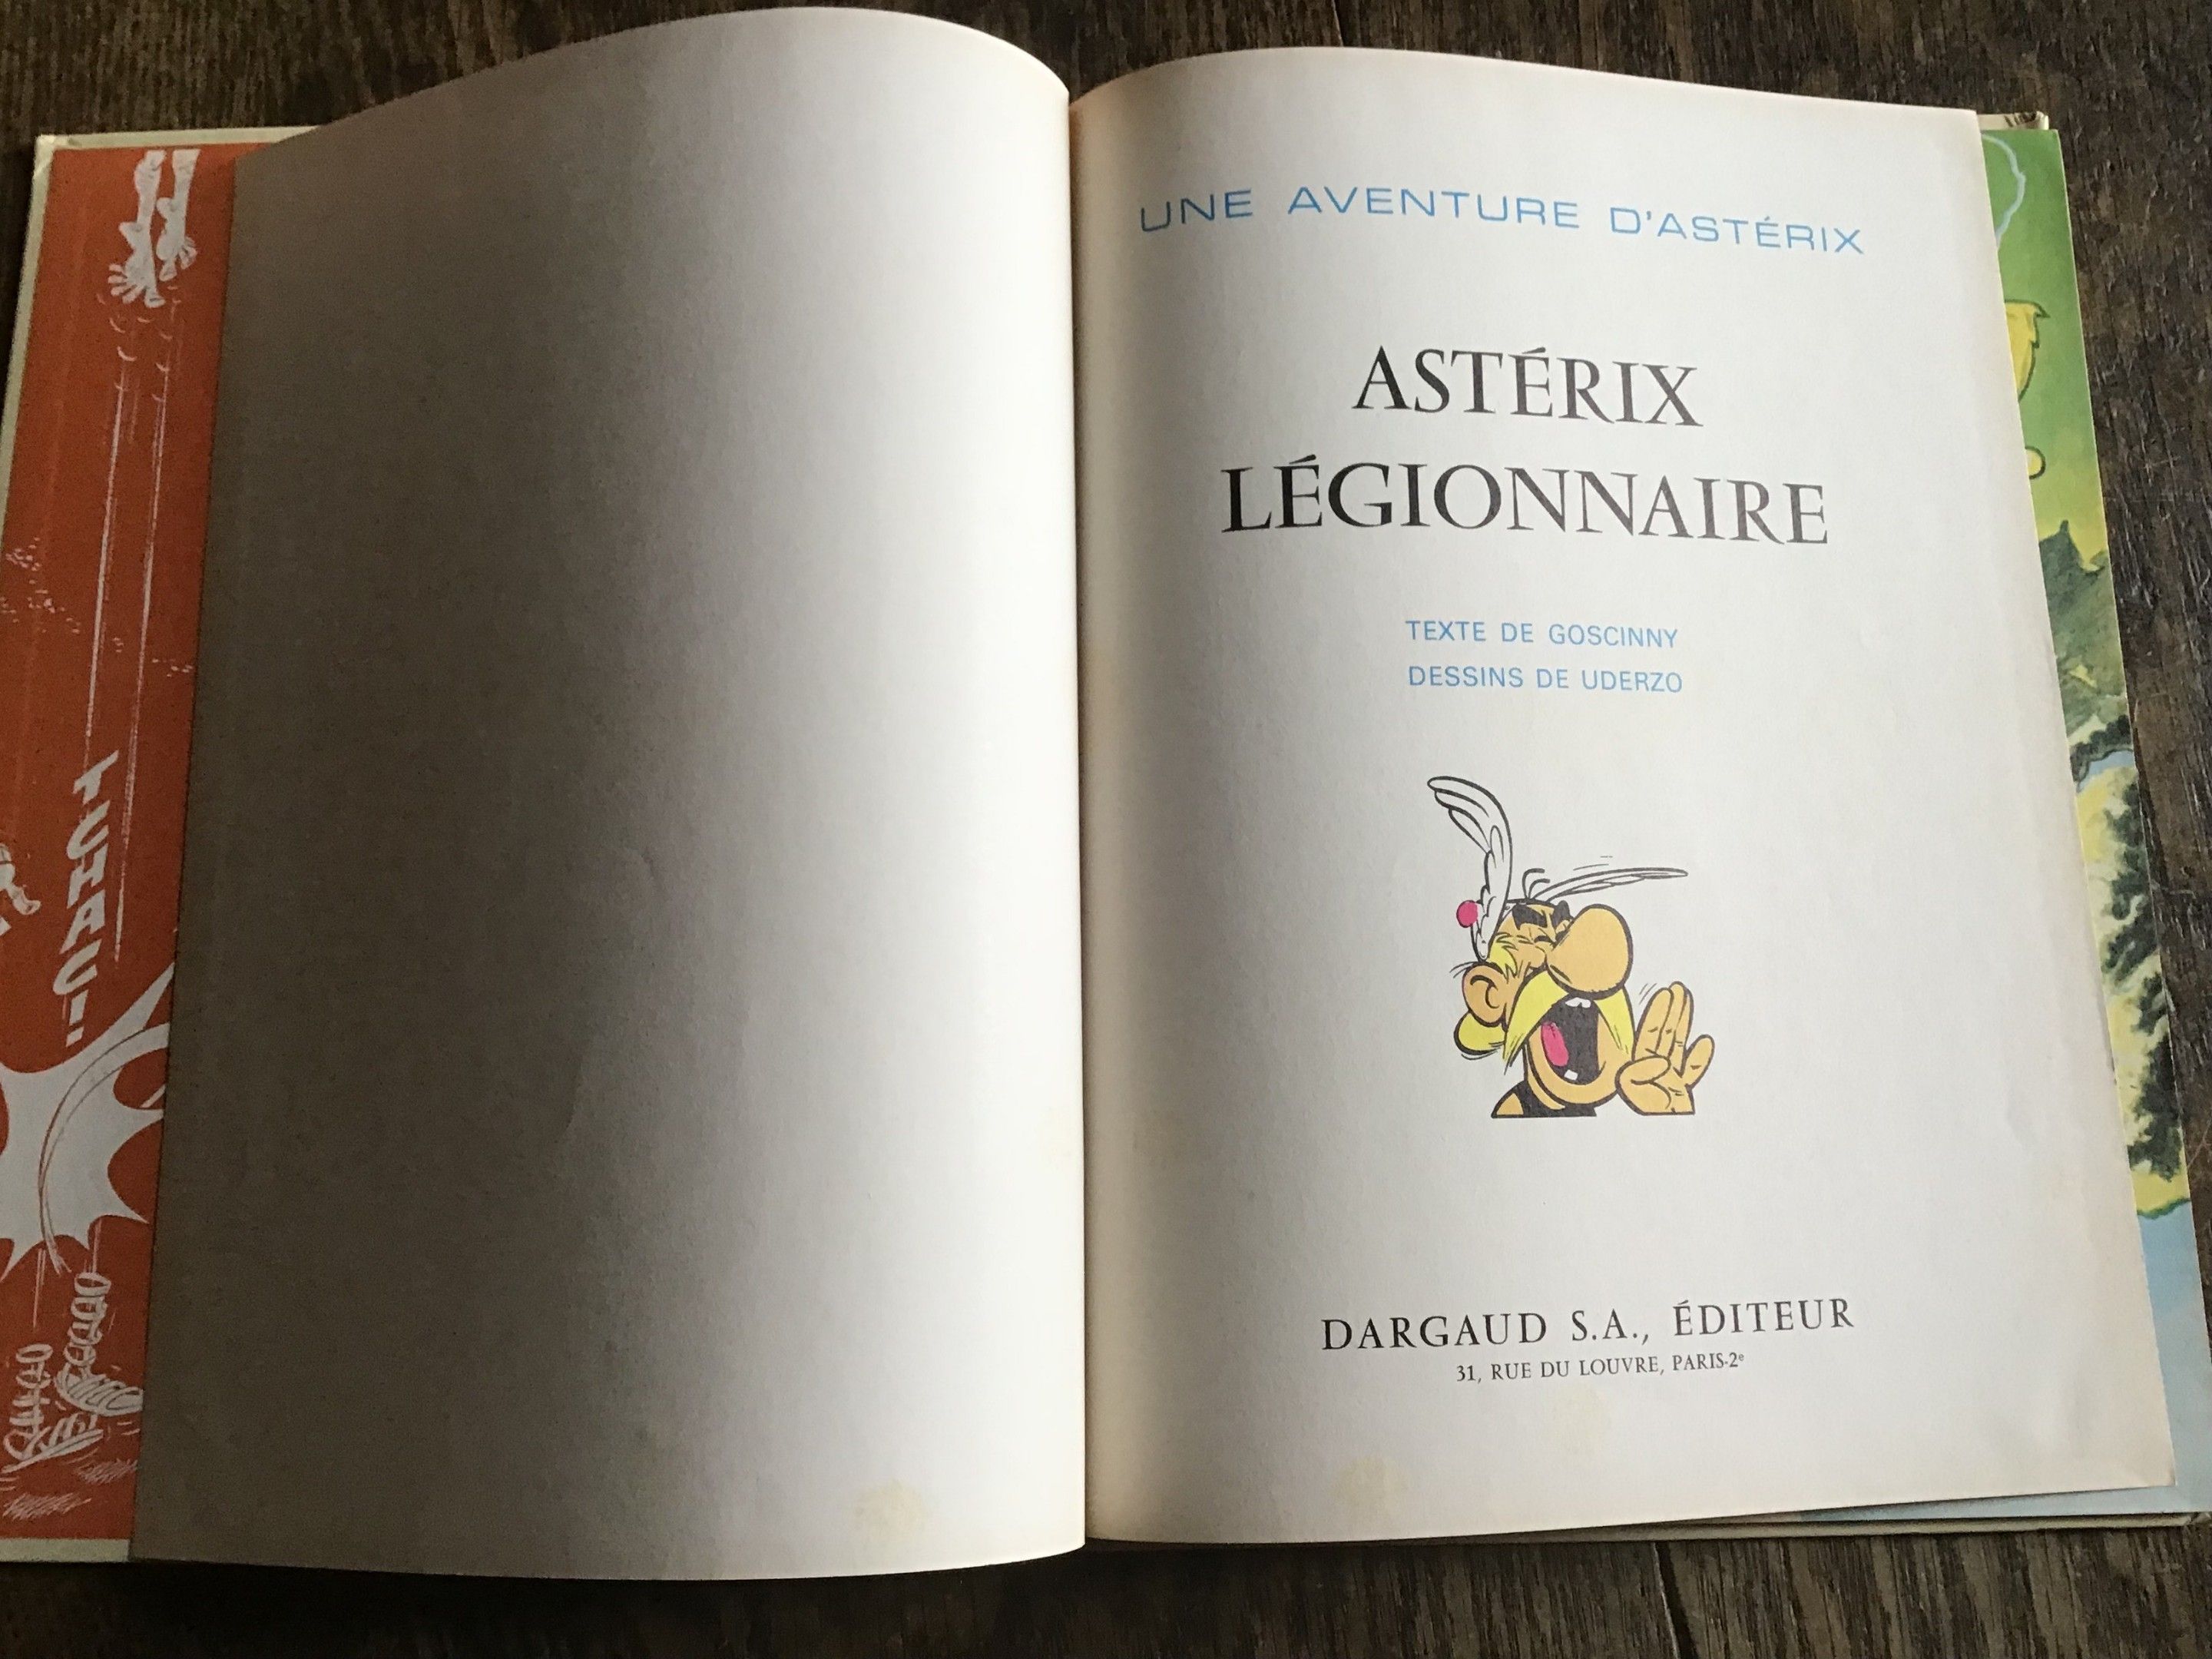 TCHAC!
UNE AVENTURE D'ASTÉRIX
ASTÉRIX
LÉGIONNAIRE
TEXTE DE GOSCINNY
DESSINS DE UDERZO
DARGAUD S.A., ÉDITEUR
31, RUE DU LOUVRE, PARIS-2e